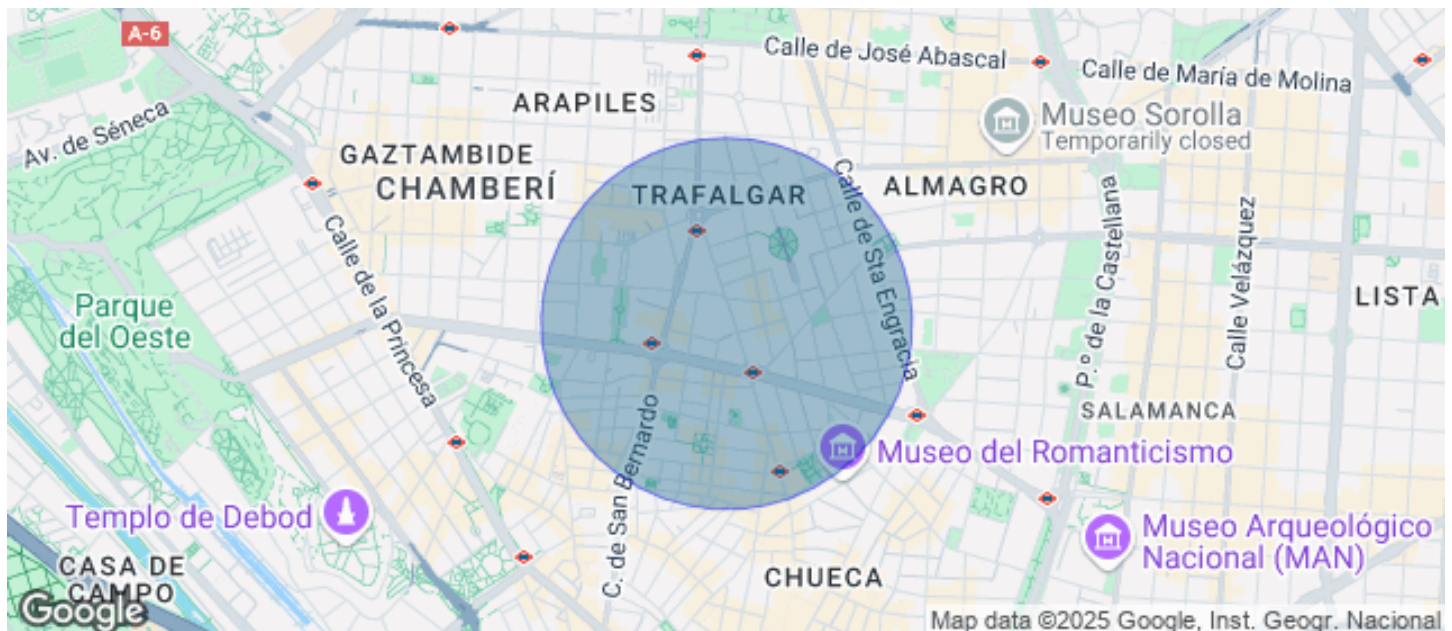 A-6
Calle de José Abascal
Calle de María de Molina
Museo Sorolla
Temporarily closed
ARAPILES
Av. de Séneca
GAZTAMBIDE
CHAMBERÍ
TRAFALGAR
ALMAGRO
Calle de la Princesa
Calle de Sta Engracia
P.º de la Castellana
Calle Velázquez
LISTA
Parque
del Oeste
SALAMANCA
C. de San Bernardo
Museo del Romanticismo
Templo de Debod
Museo Arqueológico
Nacional (MAN)
CASA DE
CAMPO
CHUECA
Google
Map data ©2025 Google, Inst. Geogr. Nacional